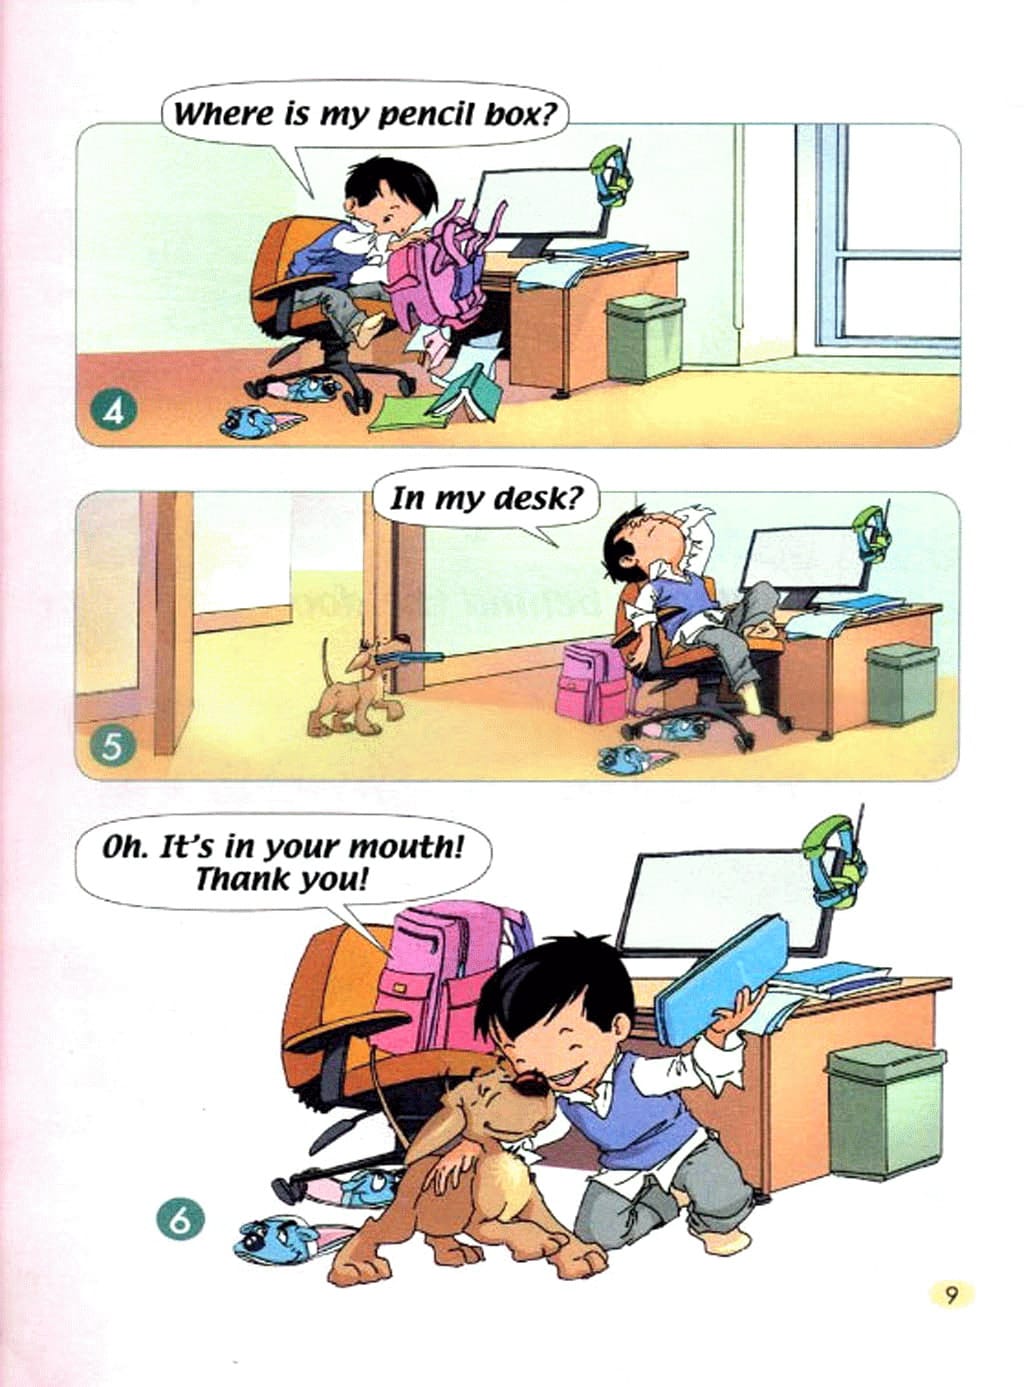 Where is my pencil box?
4
In my desk?
5
Oh. It's in your mouth!
Thank you!
6
9